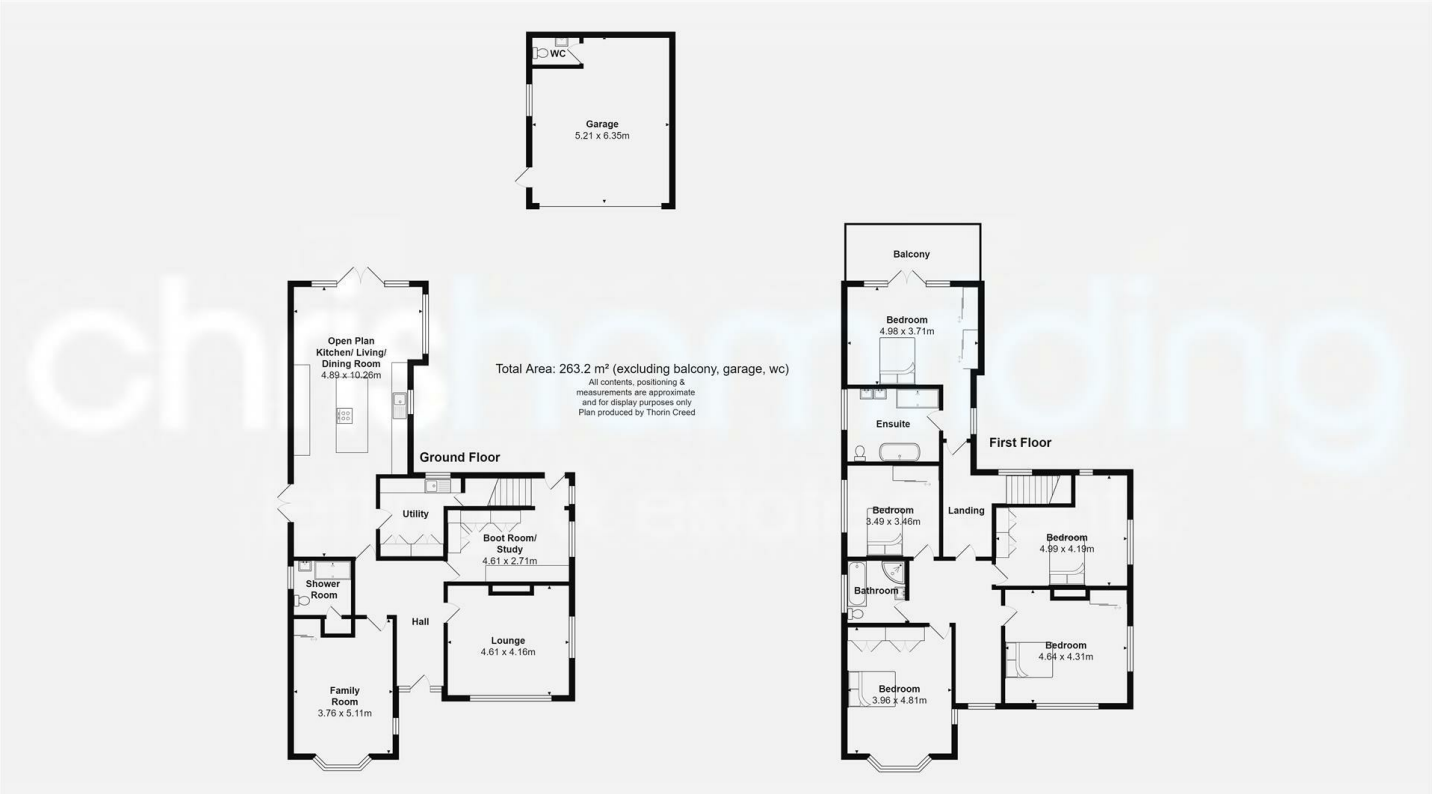 WC
Garage
5.21 x 6.35m
Balcony
Open Plan
Kitchen/ Living/
Dining Room
4.89 x 10.26m
Bedroom
4.98 x 3.71m
Total Area: 263.2 m² (excluding balcony, garage, wc)
All contents, positioning &
measurements are approximate
and for display purposes only
Plan produced by Thorin Creed
Ensuite
First Floor
Ground Floor
Utility
Boot Room/
Study
4.61 x 2.71m
Bedroom
3.49 x 3.46m
Landing
Bedroom
4.99 x 4.19m
Shower
Room
Bathroom
Hall
Lounge
4.61 x 4.16m
Bedroom
4.64 x 4.31m
Family
Room
3.76 x 5.11m
Bedroom
3.96 x 4.81m